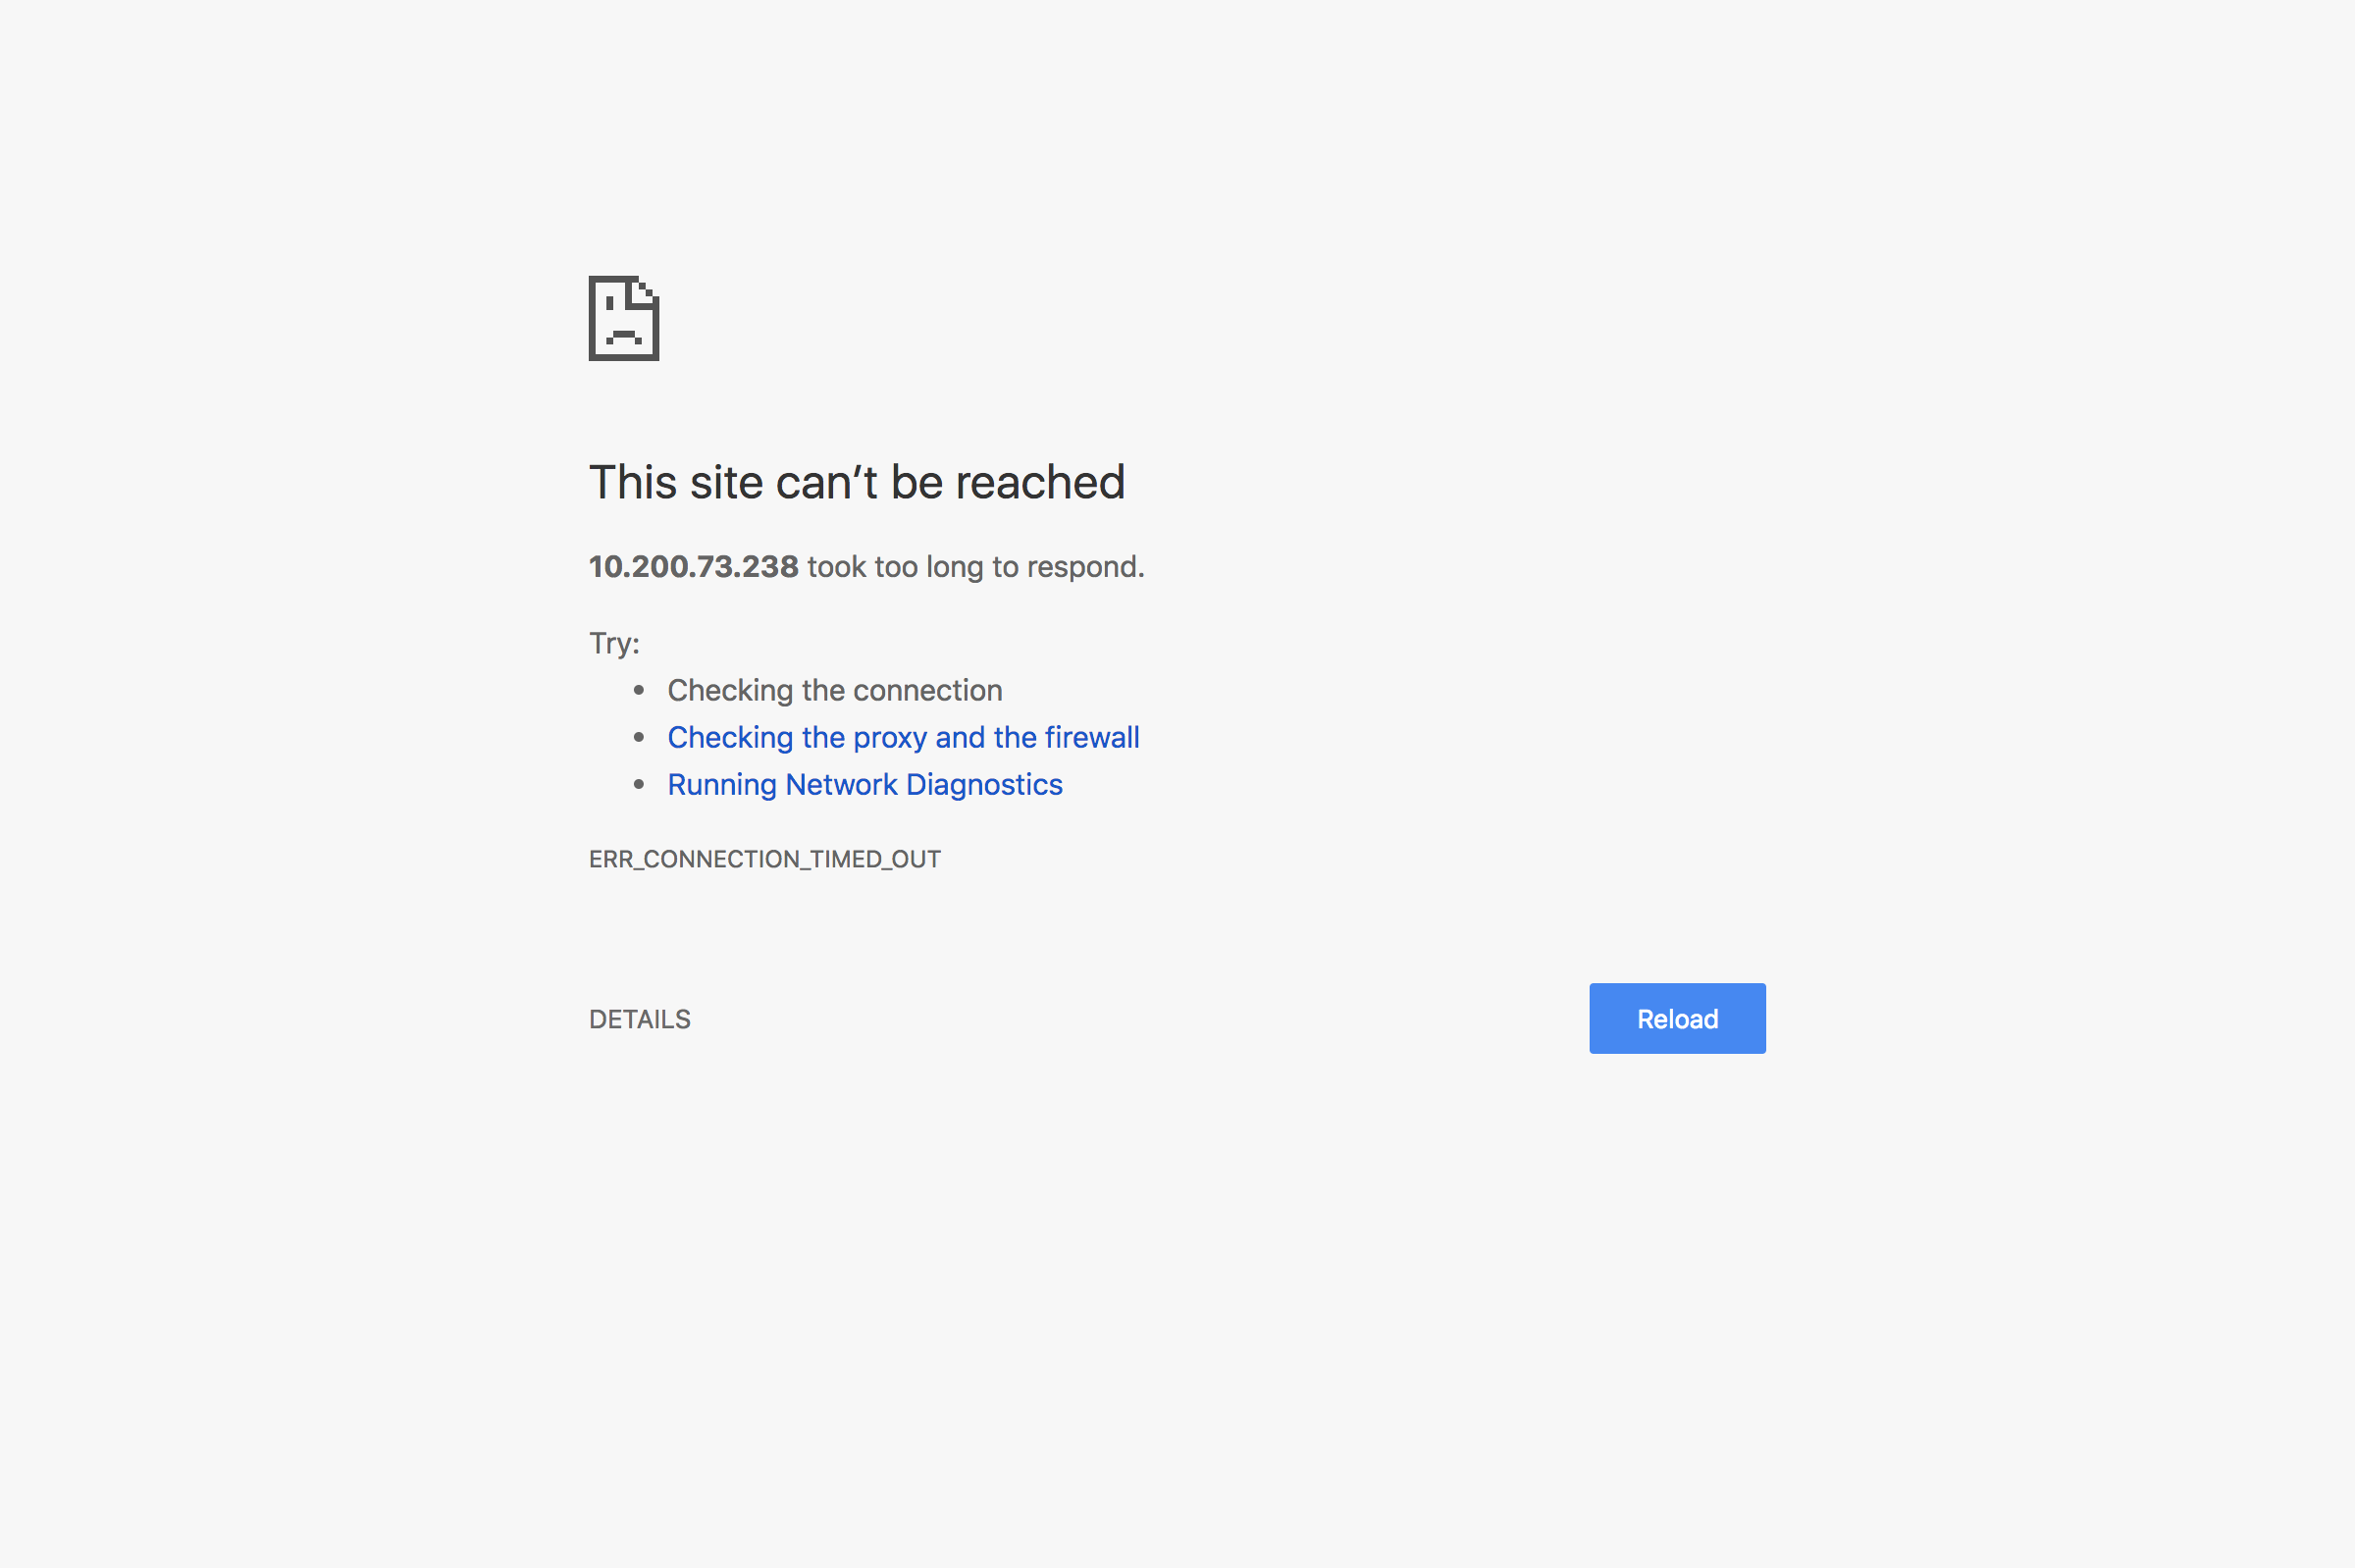 This site can’t be reached
10.200.73.238 took too long to respond.
Try:
Checking the connection
Checking the proxy and the firewall
Running Network Diagnostics
ERR_CONNECTION_TIMED_OUT
DETAILS
Reload